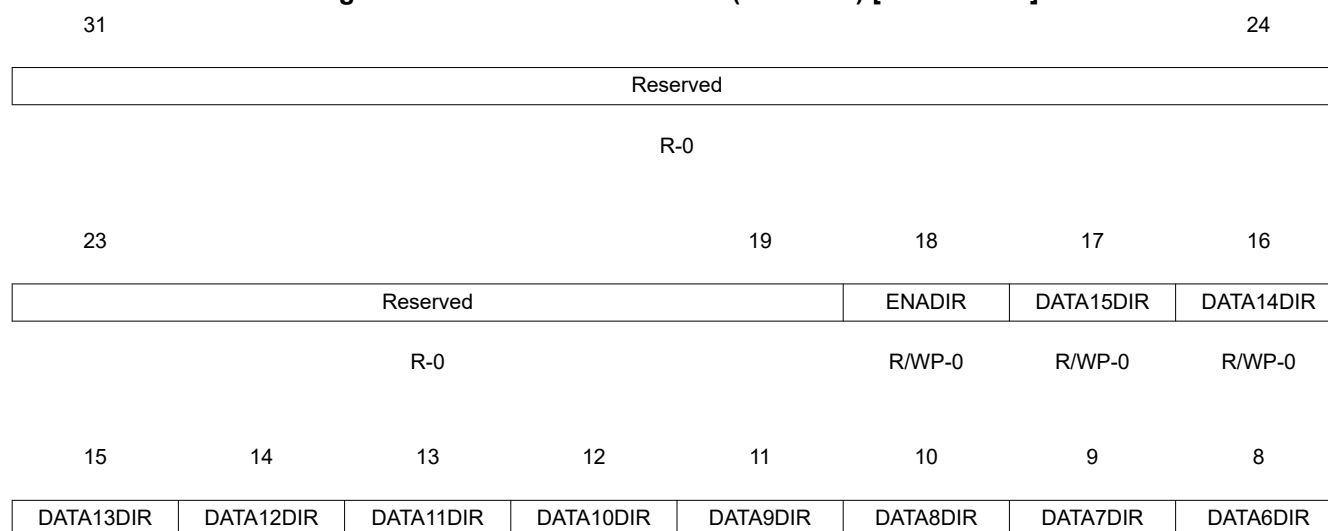 31 24
Reserved
R-0
23 19 18 17 16
Reserved ENADIR DATA15DIR DATA14DIR
R-0 R/WP-0 R/WP-0 R/WP-0
15 14 13 12 11 10 9 8
DATA13DIR DATA12DIR DATA11DIR DATA10DIR DATA9DIR DATA8DIR DATA7DIR DATA6DIR